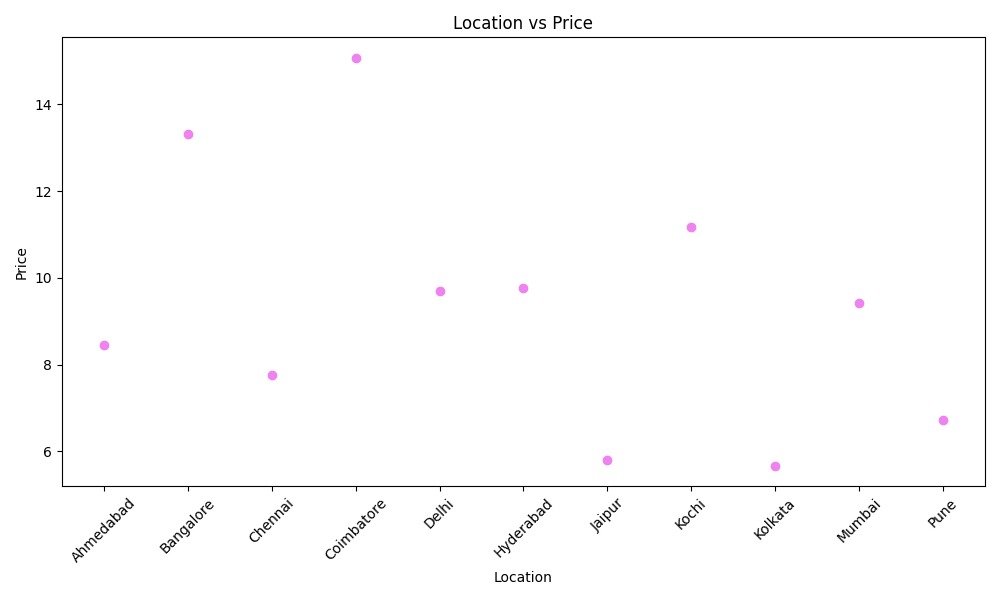 Location vs Price
Price
14
12
10
8
6
Ahmedabad
Bangalore
Chennai
Coimbatore
Delhi
Hyderabad
Jaipur
Kochi
Kolkata
Mumbai
Pune
Location